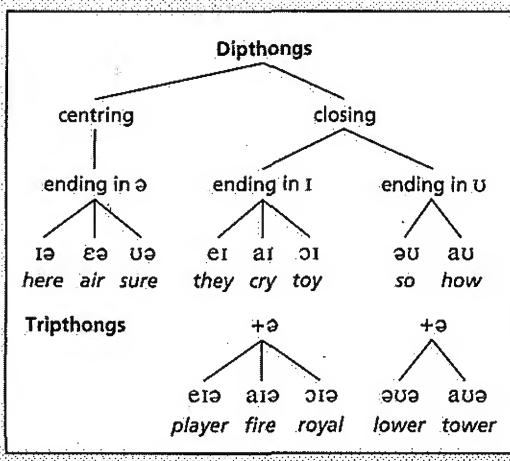 Dipthongs
centring closing
ending in ə ending in ɪ ending in ʊ
ɪə ɛə ʊə eɪ aɪ ɔɪ əʊ aʊ
here air sure they cry toy so how
Tripthongs +ə +ə
eɪə aɪə ɔɪə əʊə aʊə
player fire royal lower tower